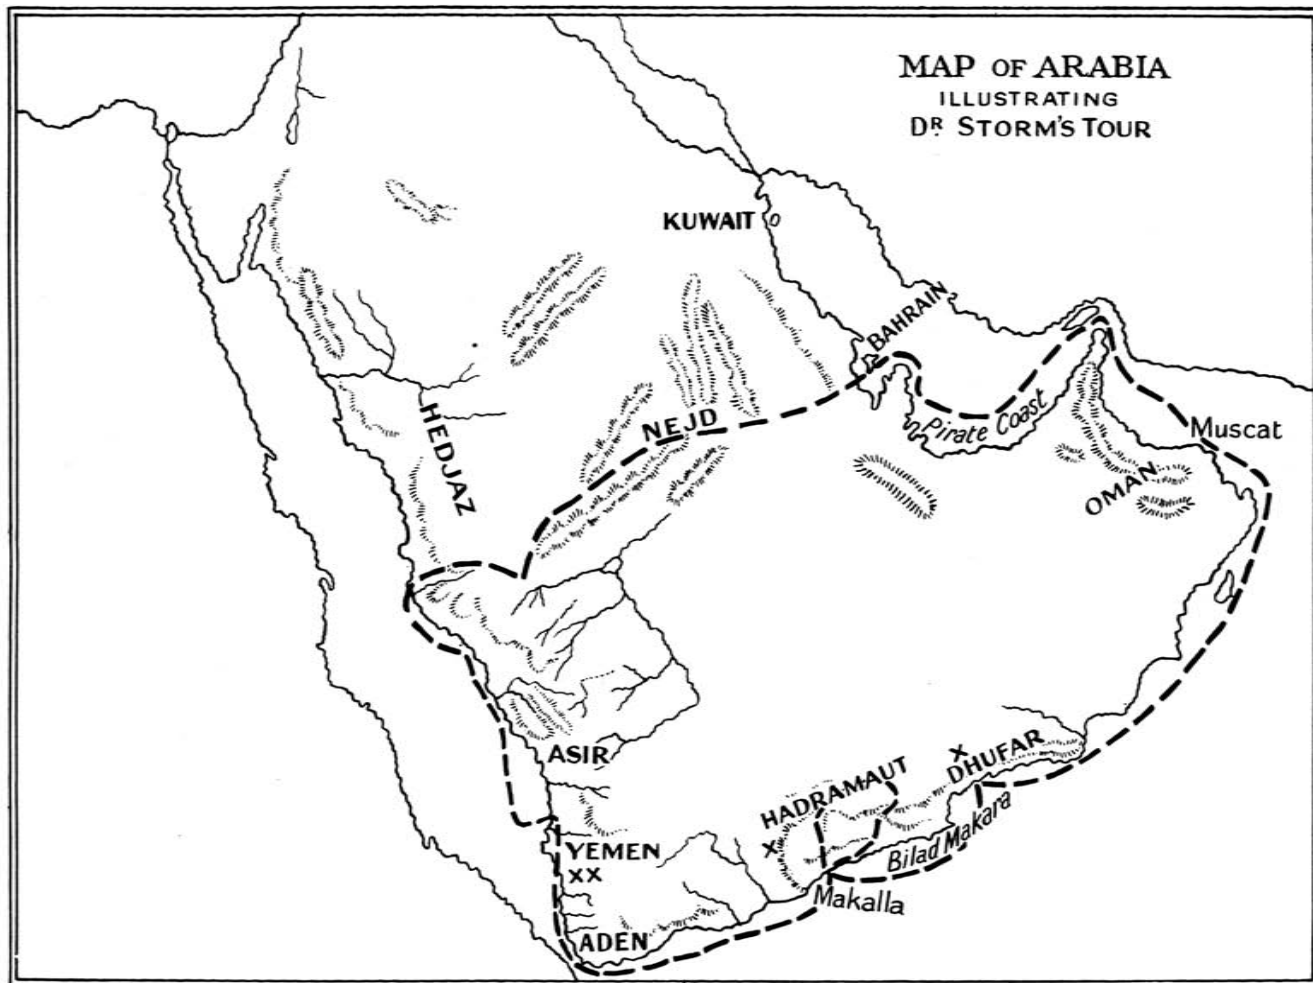 MAP OF ARABIA
ILLUSTRATING
DR STORM'S TOUR
KUWAIT
BAHRAIN
HEDJAZ
NEJD
Pirate Coast
Muscat
OMAN
ASIR
DHUFAR
X
HADRAMAUT
X
Bilad Makara
YEMEN
XX
Makalla
ADEN